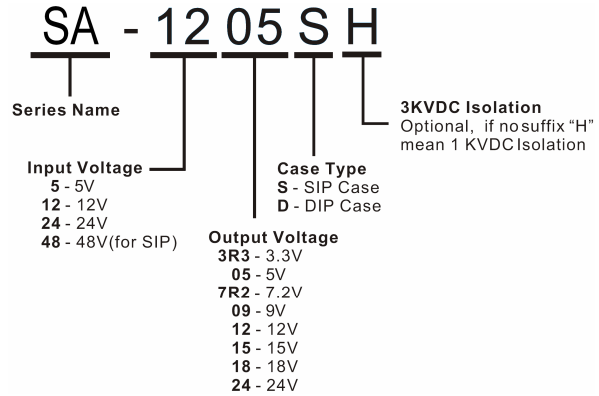 SA - 12 05 S H
Series Name
3KVDC Isolation
Optional, if no suffix “H”
mean 1 KVDC Isolation
Input Voltage
5 - 5V
12 - 12V
24 - 24V
48 - 48V(for SIP)
Case Type
S - SIP Case
D - DIP Case
Output Voltage
3R3 - 3.3V
05 - 5V
7R2 - 7.2V
09 - 9V
12 - 12V
15 - 15V
18 - 18V
24 - 24V